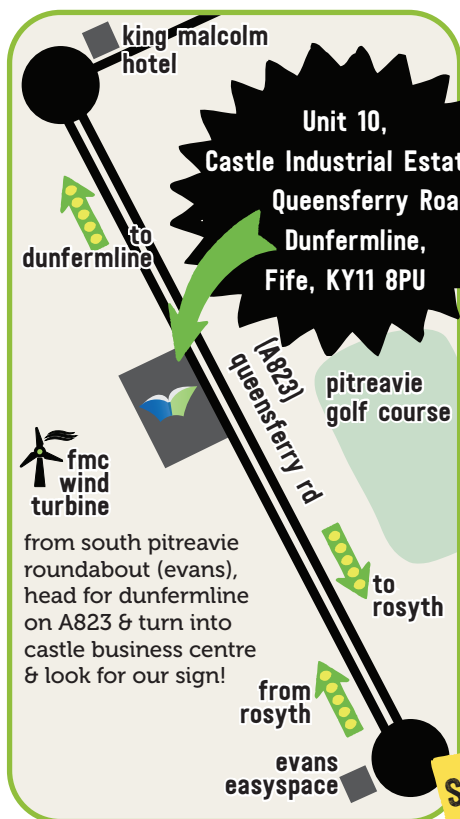 king malcolm
hotel
Unit 10,
Castle Industrial Estat
Queensferry Roa
Dunfermline,
Fife, KY11 8PU
to
dunfermline
(A823)
queensferry rd
pitreavie
golf course
fmc
wind
turbine
from south pitreavie
roundabout (evans),
head for dunfermline
on A823 & turn into
castle business centre
& look for our sign!
to
rosyth
from
rosyth
evans
easyspace
S